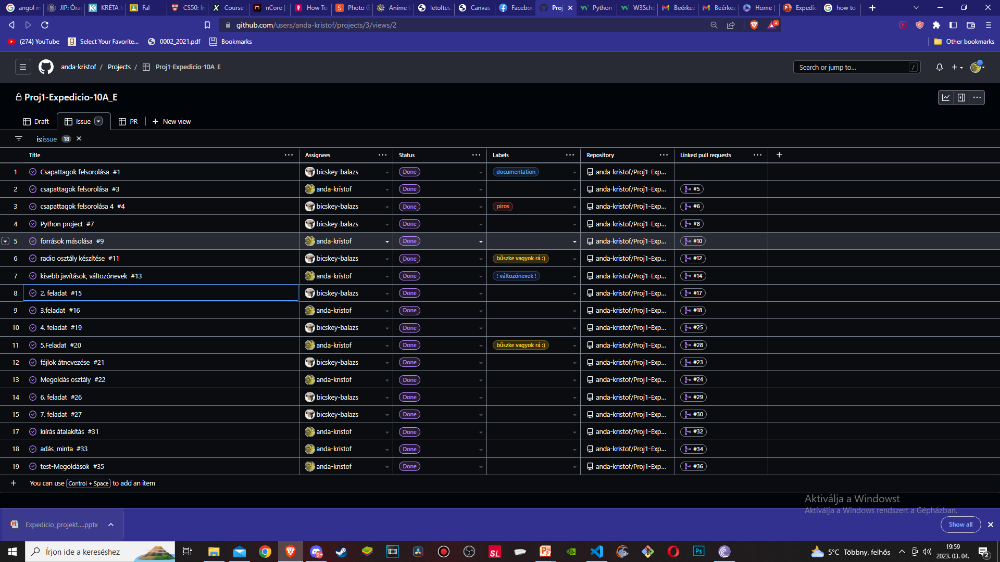 angol m JIP: Órar KRÉTA Is Fal CS50: In Course nCore | How To Photo G Anime C letoltes. Canvas Faceboo Proj Python W3Scho Beérkez Beérkez Home | Expedic how to
github.com/users/anda-kristof/projects/3/views/2
4
(274) YouTube Select Your Favorite... 0002_2021.pdf Bookmarks Other bookmarks
anda-kristof / Projects / Proj1-Expedicio-10A_E Search or jump to... /
Proj1-Expedicio-10A_E
Draft Issue PR New view
is:issue 18
Title Assignees Status Labels Repository Linked pull requests
1 Csapattagok felsorolása #1 bicskey-balazs Done documentation anda-kristof/Proj1-Exp...
2 csapattagok felsorolása #3 anda-kristof Done anda-kristof/Proj1-Exp... #5
3 csapattagok felsorolása 4 #4 bicskey-balazs Done piros anda-kristof/Proj1-Exp... #6
4 Python project #7 bicskey-balazs Done anda-kristof/Proj1-Exp... #8
5 források másolása #9 anda-kristof Done anda-kristof/Proj1-Exp... #10
6 radio osztály készítése #11 bicskey-balazs Done büszke vagyok rá :) anda-kristof/Proj1-Exp... #12
7 kisebb javítások, változónevek #13 anda-kristof Done ! változónevek ! anda-kristof/Proj1-Exp... #14
8 2. feladat #15 bicskey-balazs Done anda-kristof/Proj1-Exp... #17
9 3.feladat #16 anda-kristof Done anda-kristof/Proj1-Exp... #18
10 4. feladat #19 bicskey-balazs Done anda-kristof/Proj1-Exp... #25
11 5.Feladat #20 anda-kristof Done büszke vagyok rá :) anda-kristof/Proj1-Exp... #28
12 fájlok átnevezése #21 bicskey-balazs Done anda-kristof/Proj1-Exp... #23
13 Megoldás osztály #22 anda-kristof Done anda-kristof/Proj1-Exp... #24
14 6. feladat #26 bicskey-balazs Done anda-kristof/Proj1-Exp... #29
15 7. feladat #27 bicskey-balazs Done anda-kristof/Proj1-Exp... #30
17 kiírás átalakítás #31 anda-kristof Done anda-kristof/Proj1-Exp... #32
18 adás_minta #33 anda-kristof Done anda-kristof/Proj1-Exp... #34
19 test-Megoldások #35 anda-kristof Done anda-kristof/Proj1-Exp... #36
+ You can use Control + Space to add an item
Aktiválja a Windowst
Aktiválja a Windows rendszert a Gépházban.
Expedicio_projekt....pptx Show all
Írjon ide a kereséshez 9+ SL Ps 5°C Többny. felhős 19:59
2023. 03. 04. 2